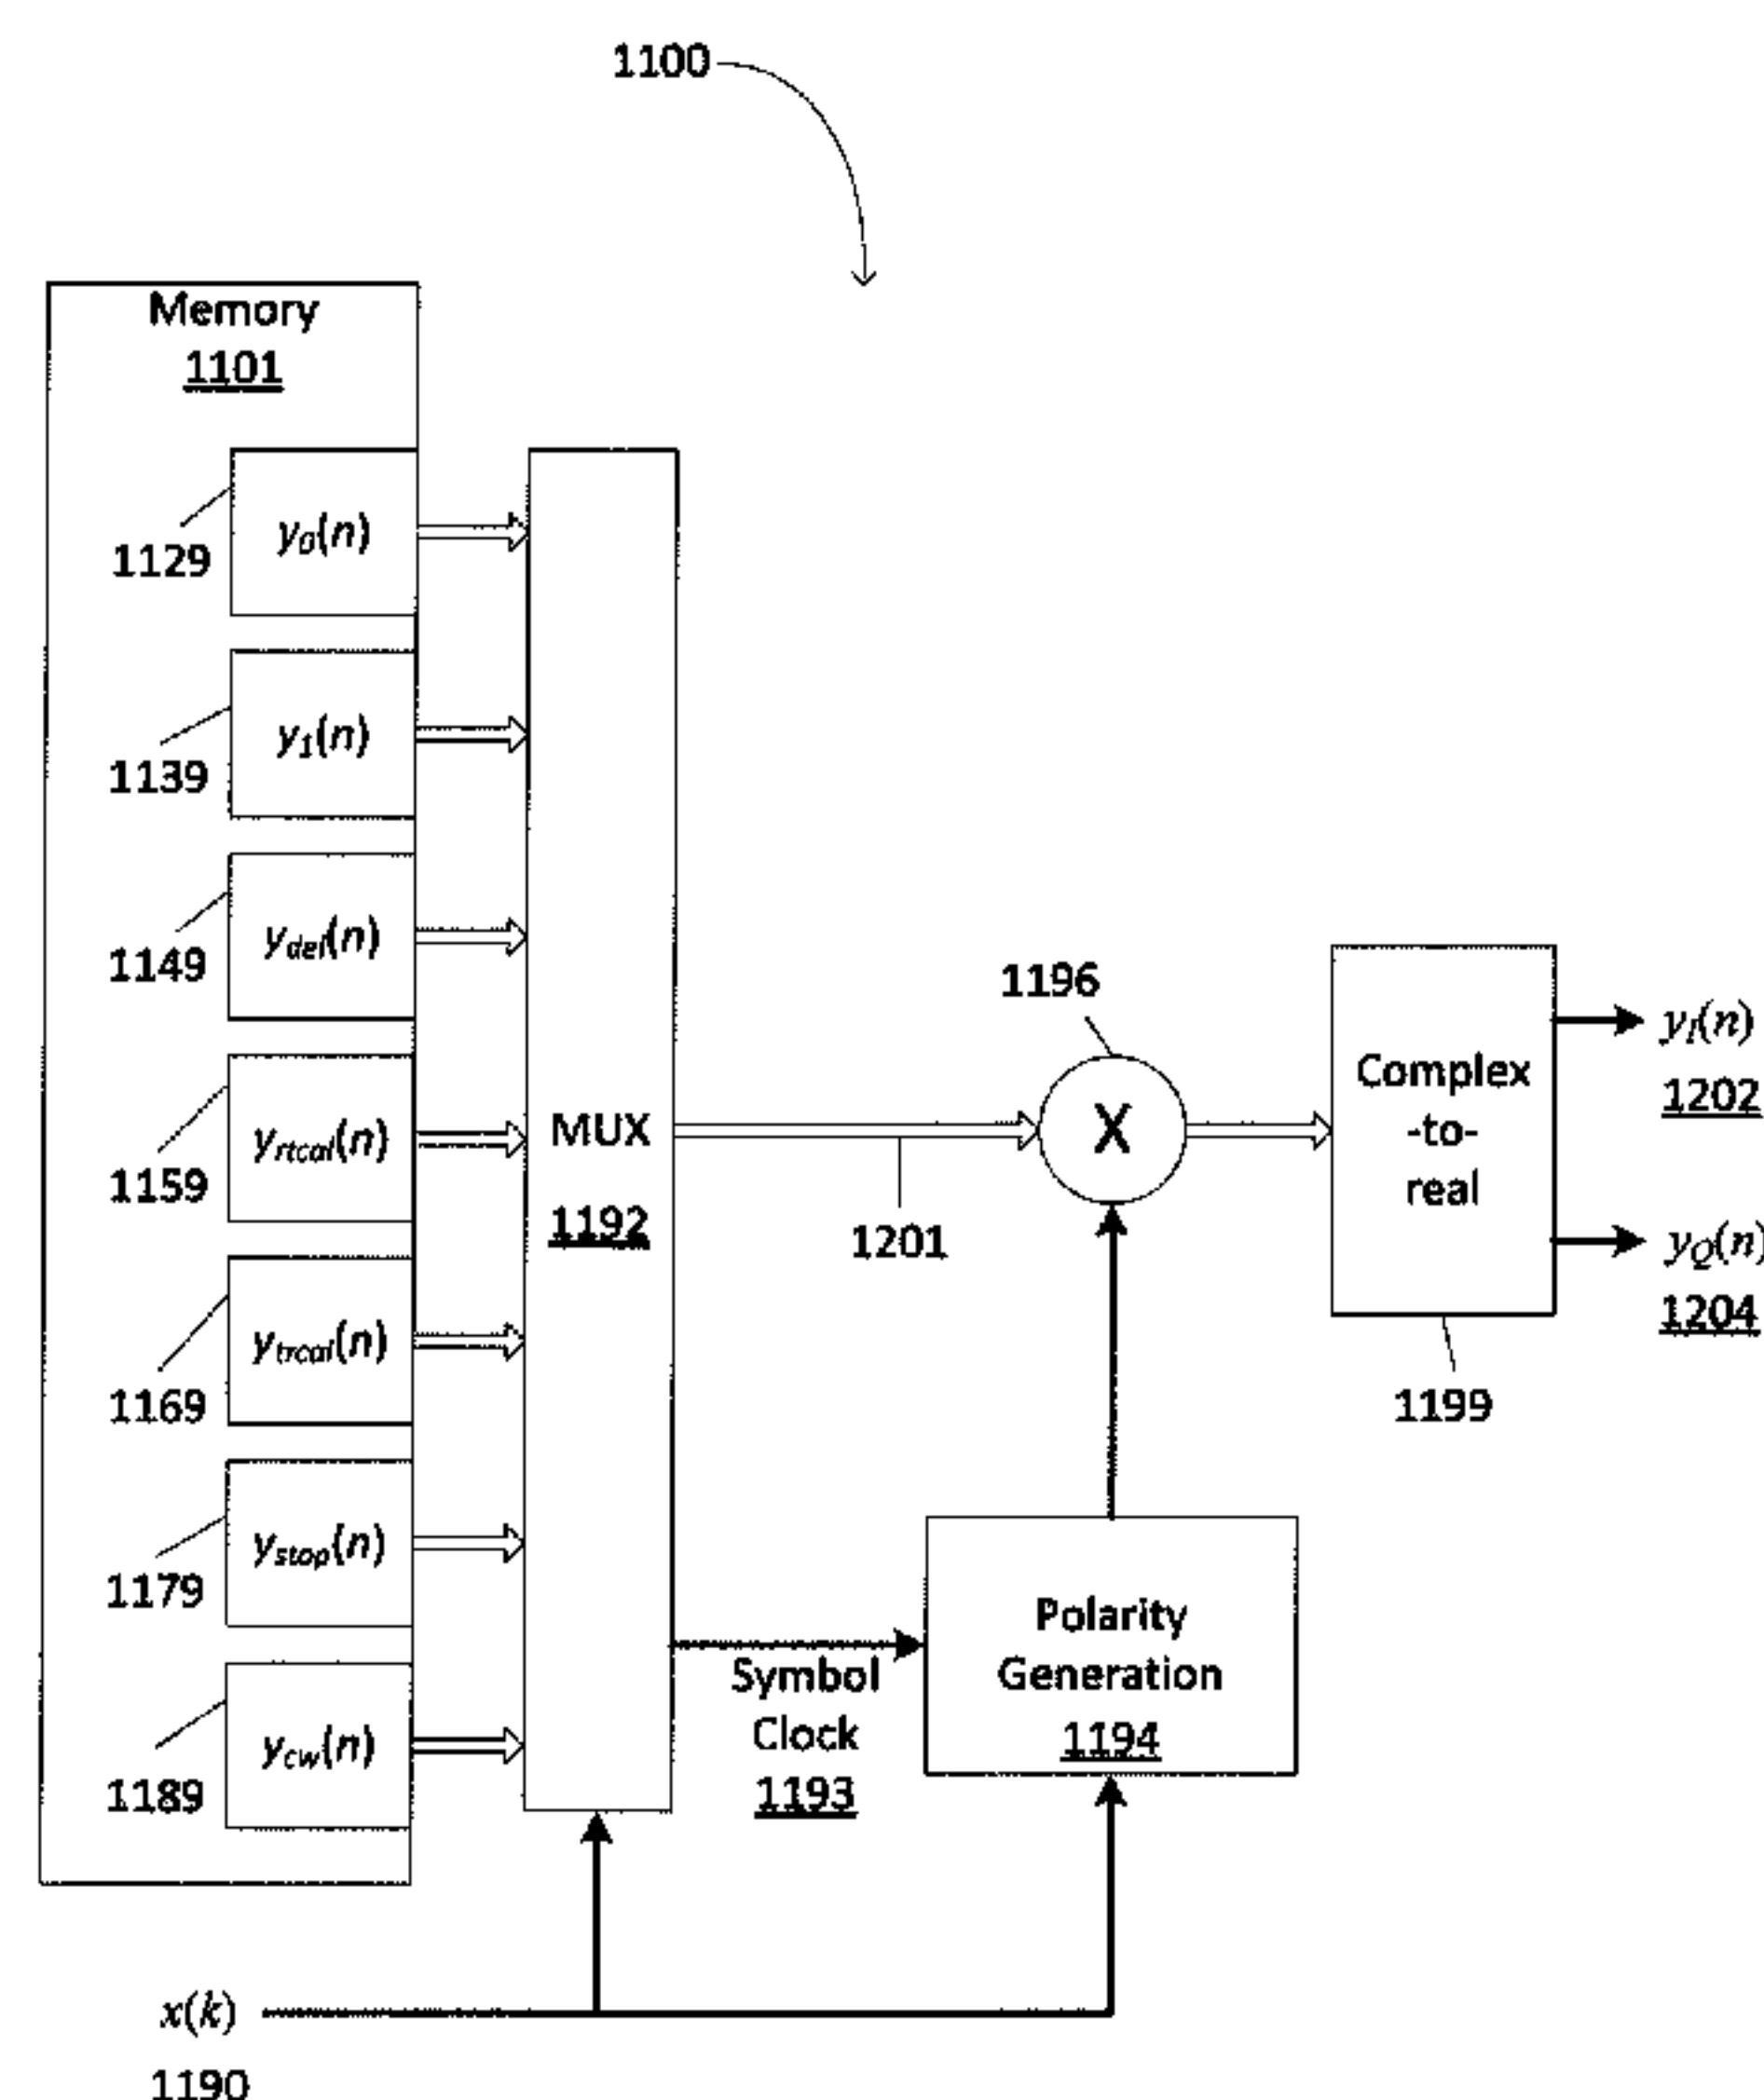 1100
Memory
1101
y0(n)
1129
y1(n)
1139
ydel(n)
1149
yrtcal(n)
1159
ytrcal(n)
1169
ystop(n)
1179
ycw(n)
1189
MUX
1192
1201
1196
X
Complex
-to-
real
1199
yI(n)
1202
yQ(n)
1204
Symbol
Clock
1193
Polarity
Generation
1194
x(k)
1190